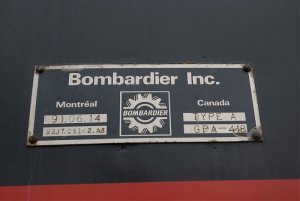 Bombardier Inc.
Montréal
Canada
91.06.14
BOMBARDIER
TYPE A
GPA-418